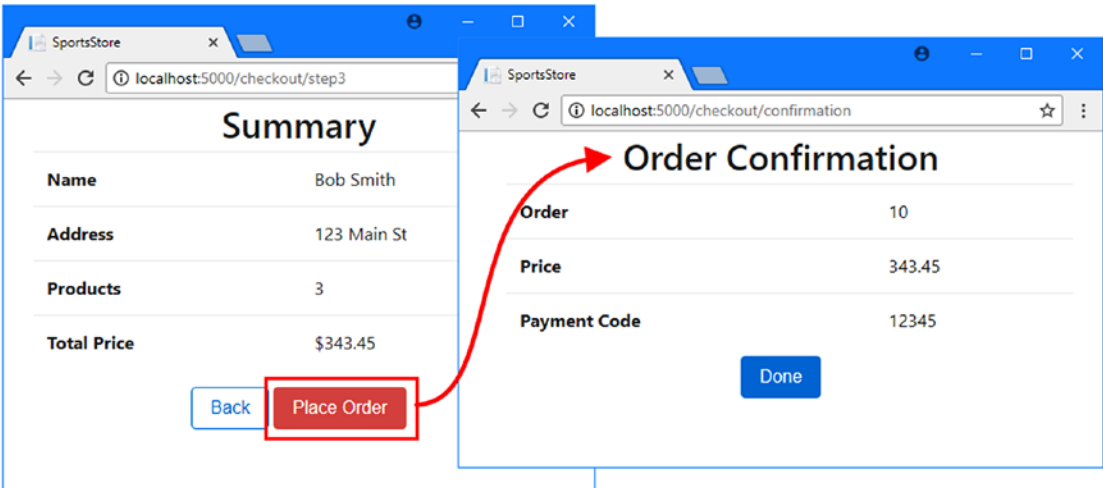 SportsStore
localhost:5000/checkout/step3
Summary
Name Bob Smith
Address 123 Main St
Products 3
Total Price $343.45
Back Place Order
SportsStore
localhost:5000/checkout/confirmation
Order Confirmation
Order 10
Price 343.45
Payment Code 12345
Done